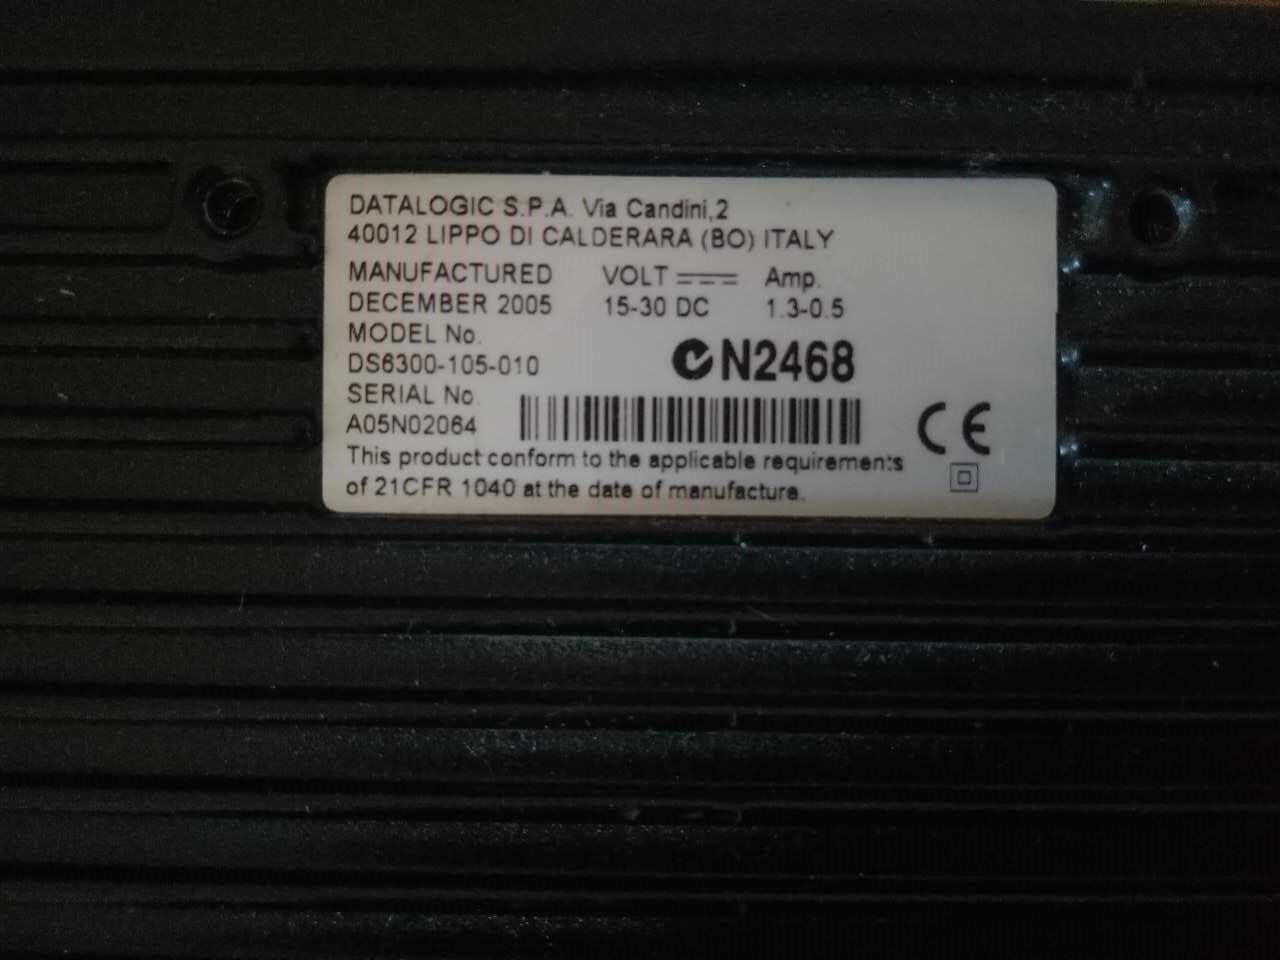 DATALOGIC S.P.A. Via Candini,2
40012 LIPPO DI CALDERARA (BO) ITALY
MANUFACTURED VOLT Amp.
DECEMBER 2005 15-30 DC 1.3-0.5
MODEL No.
DS6300-105-010 N2468
SERIAL No.
A05N02064 CE
This product conform to the applicable requirements
of 21CFR 1040 at the date of manufacture.